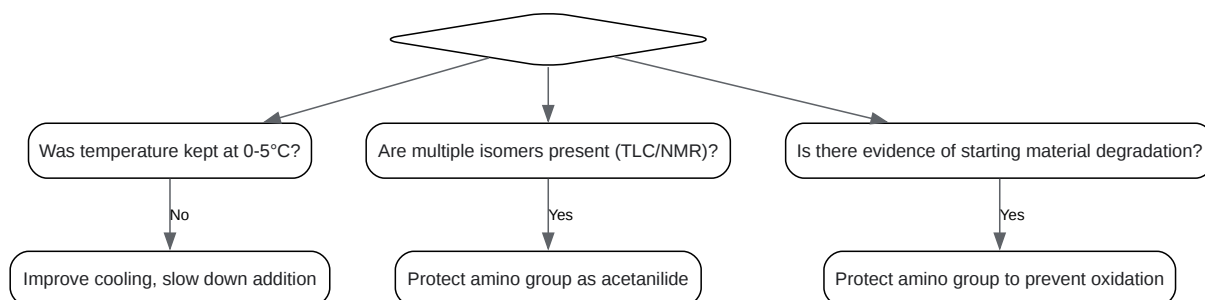 Was temperature kept at 0-5°C?
Are multiple isomers present (TLC/NMR)?
Is there evidence of starting material degradation?
No
Yes
Yes
Improve cooling, slow down addition
Protect amino group as acetanilide
Protect amino group to prevent oxidation